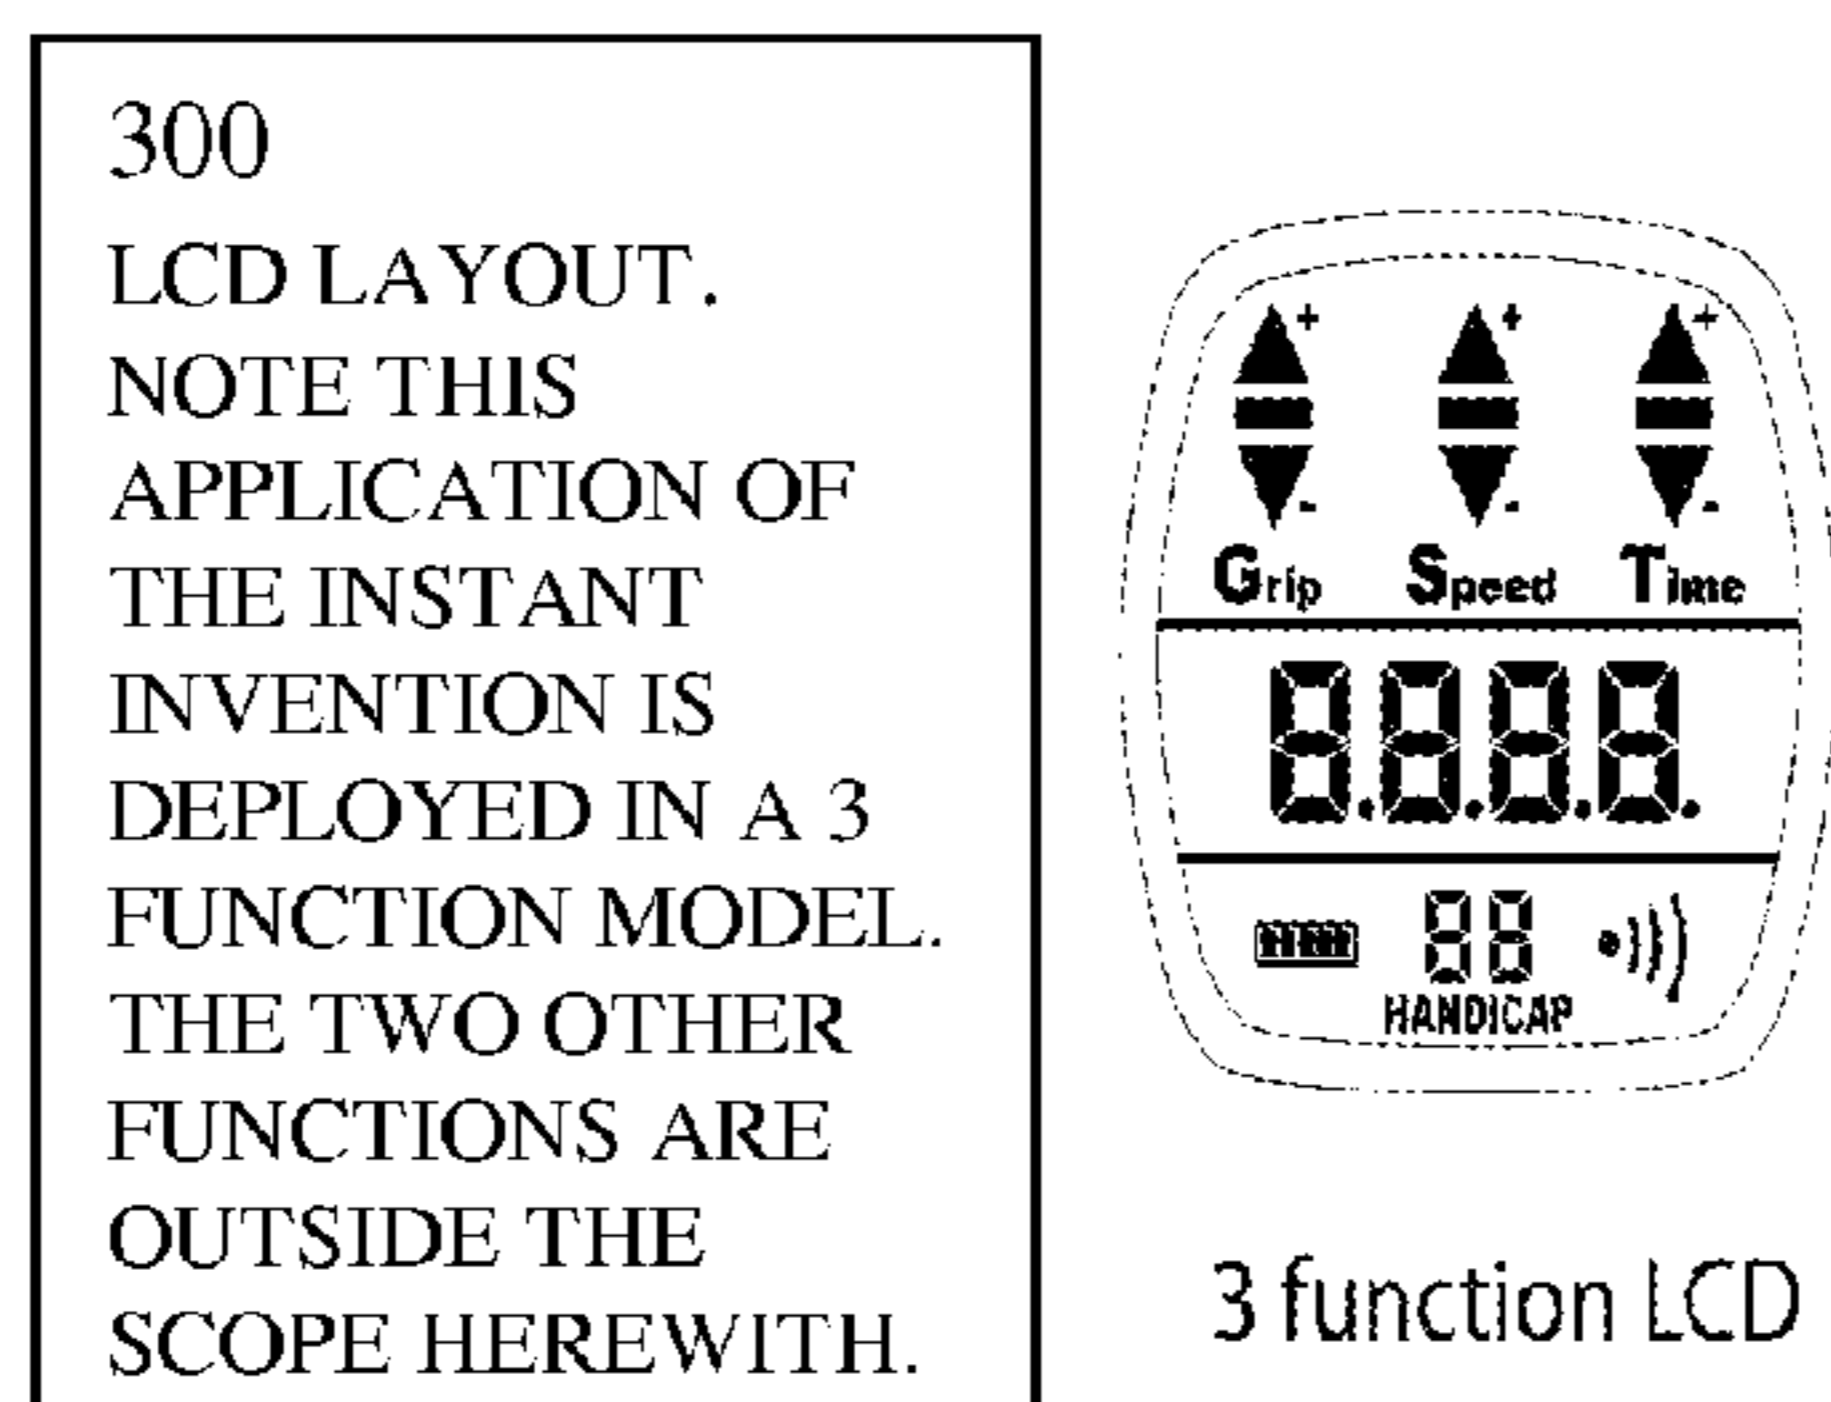 300
LCD LAYOUT.
NOTE THIS
APPLICATION OF
THE INSTANT
INVENTION IS
DEPLOYED IN A 3
FUNCTION MODEL.
THE TWO OTHER
FUNCTIONS ARE
OUTSIDE THE
SCOPE HEREWITH.
+ + +
- - -
Grip Speed Time
8.8.8.8.
88
HANDICAP
3 function LCD